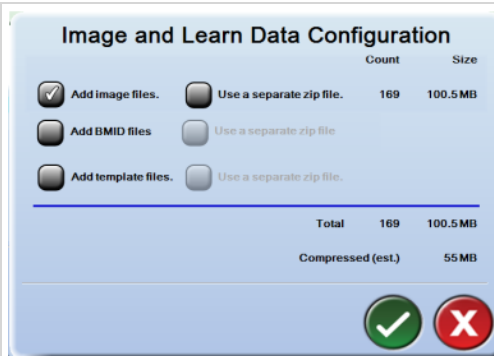 Image and Learn Data Configuration
Count Size
Add image files. Use a separate zip file. 169 100.5 MB
Add BMID files Use a separate zip file
Add template files. Use a separate zip file.
Total 169 100.5 MB
Compressed (est.) 55 MB